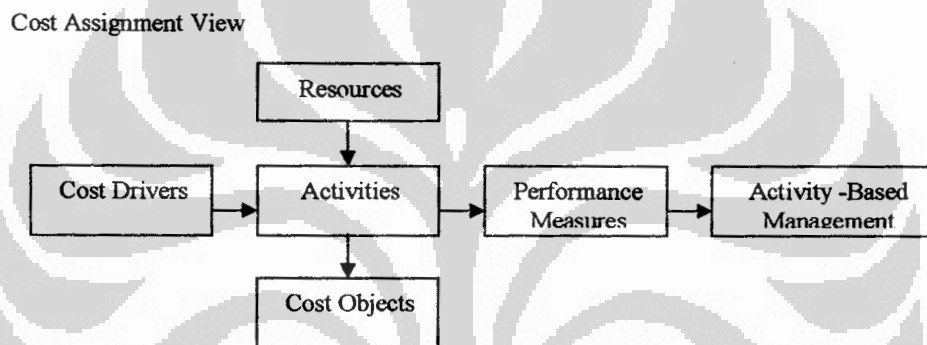 Cost Assignment View
Resources
Cost Drivers
Activities
Performance
Measures
Activity -Based
Management
Cost Objects